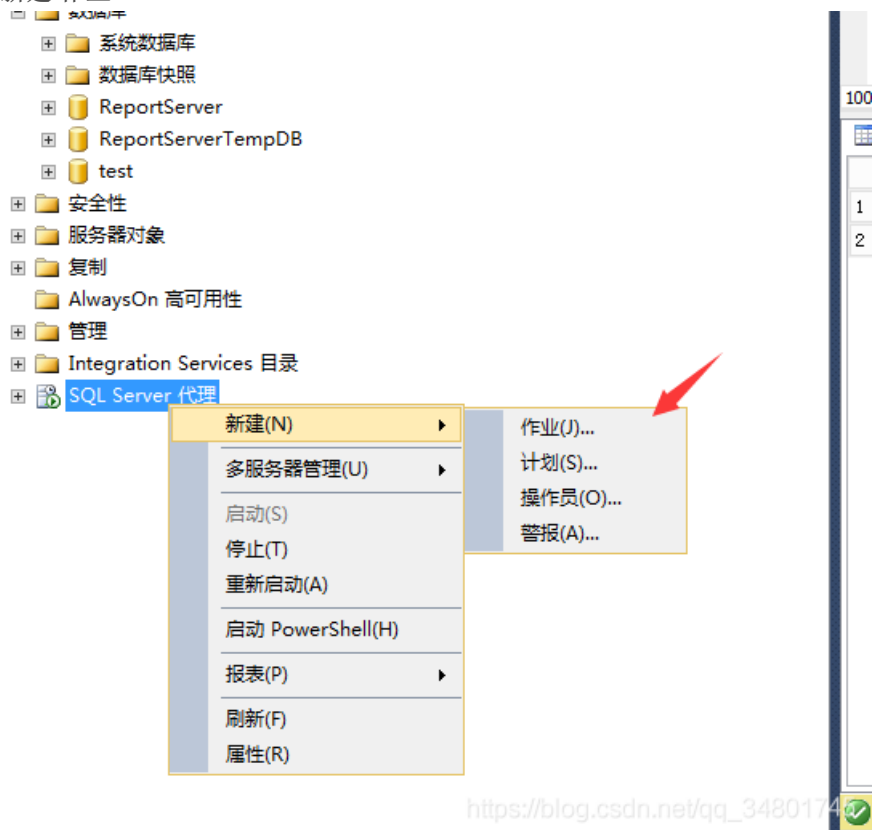 数据库
系统数据库
数据库快照
ReportServer
ReportServerTempDB
test
安全性
服务器对象
复制
AlwaysOn 高可用性
管理
Integration Services 目录
SQL Server 代理
新建(N)
多服务器管理(U)
启动(S)
停止(T)
重新启动(A)
启动 PowerShell(H)
报表(P)
刷新(F)
属性(R)
作业(J)...
计划(S)...
操作员(O)...
警报(A)...
100
1
2
https://blog.csdn.net/qq_3480174